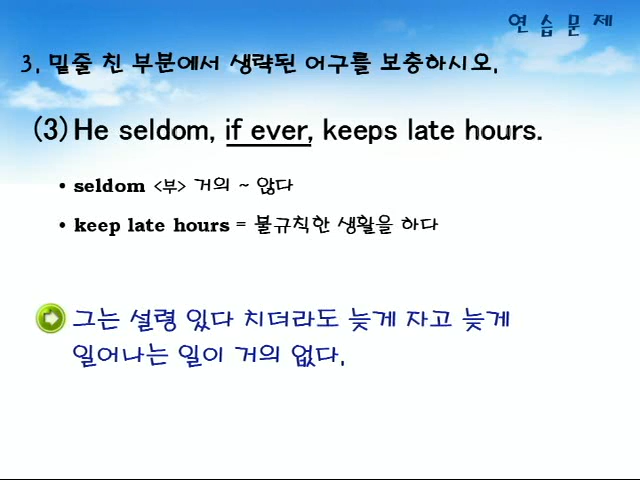 연습문제
3. 밑줄 친 부분에서 생략된 어구를 보충하시오.
(3) He seldom, if ever, keeps late hours.
• seldom <부> 거의 ~ 않다
• keep late hours = 불규칙한 생활을 하다
그는 설령 있다 치더라도 늦게 자고 늦게
일어나는 일이 거의 없다.